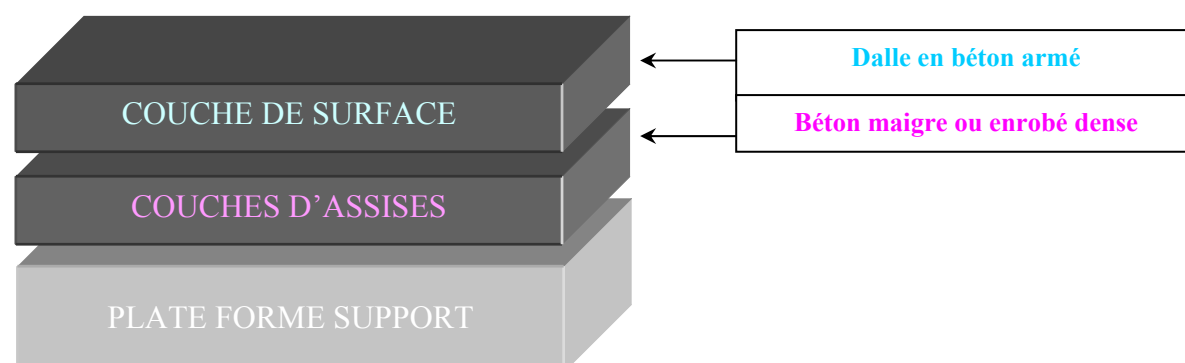 Dalle en béton armé
COUCHE DE SURFACE
Béton maigre ou enrobé dense
COUCHES D’ASSISES
PLATE FORME SUPPORT